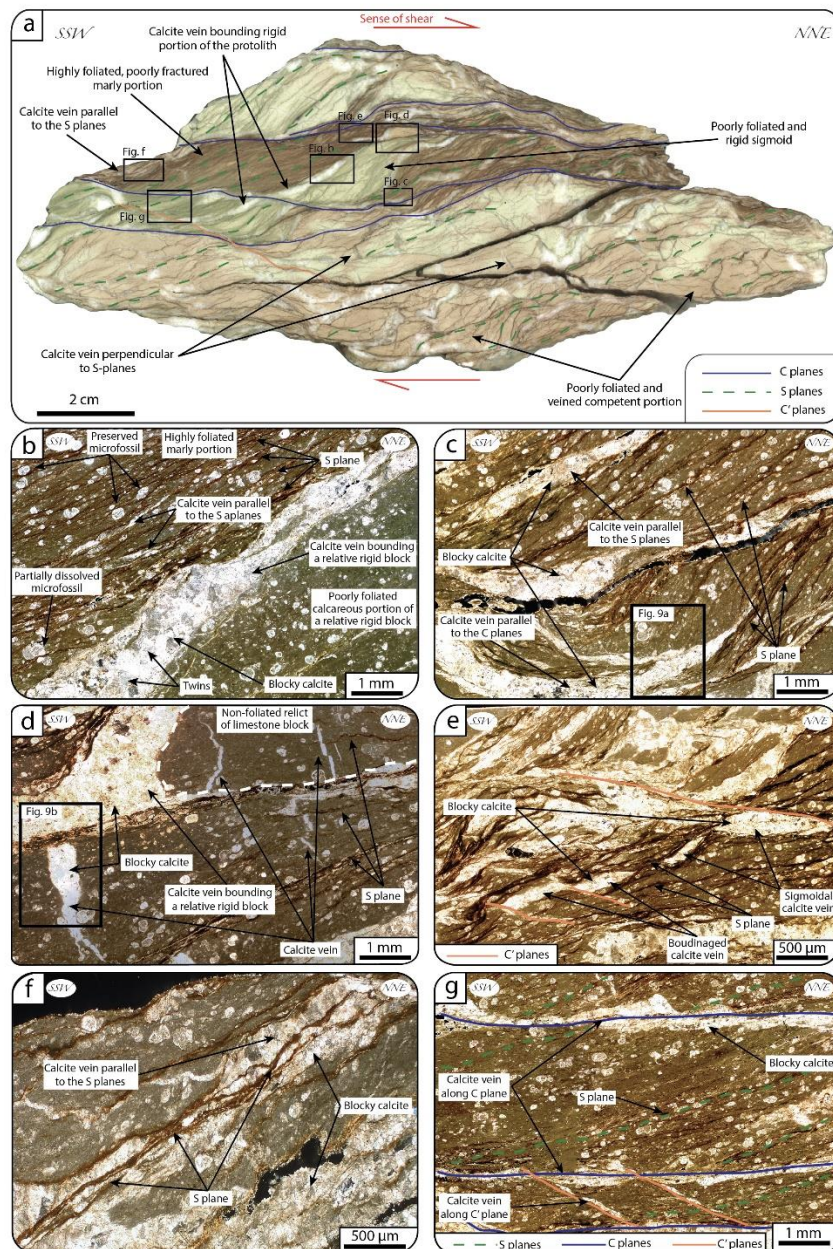 a
SSW
Sense of shear
NNE
Calcite vein bounding rigid
portion of the protolith
Highly foliated, poorly fractured
marly portion
Calcite vein parallel
to the S planes
Fig. f
Fig. e
Fig. d
Fig. b
Fig. c
FIg. g
Poorly foliated and
rigid sigmoid
Calcite vein perpendicular
to S-planes
Poorly foliated and
veined competent portion
C planes
S planes
C' planes
2 cm
b
SSW
NNE
Preserved
microfossil
Highly foliated
marly portion
S plane
Calcite vein parallel
to the S aplanes
Calcite vein bounding
a relative rigid block
Partially dissolved
microfossil
Poorly foliated
calcareous portion of
a relative rigid block
Twins
Blocky calcite
1 mm
c
SSW
NNE
Calcite vein parallel
to the S planes
Blocky calcite
Calcite vein parallel
to the C planes
Fig. 9a
S plane
1 mm
d
SSW
NNE
Non-foliated relict
of limestone block
Fig. 9b
Blocky calcite
Calcite vein bounding
a relative rigid block
S plane
Calcite vein
1 mm
e
SSW
NNE
Blocky calcite
Sigmoidal
calcite vein
S plane
Boudinaged
calcite vein
C' planes
500 µm
f
SSW
NNE
Calcite vein parallel
to the S planes
Blocky calcite
S plane
500 µm
g
SSW
NNE
Blocky calcite
Calcite vein
along C plane
S plane
Calcite vein
along C' plane
S planes
C planes
C' planes
1 mm